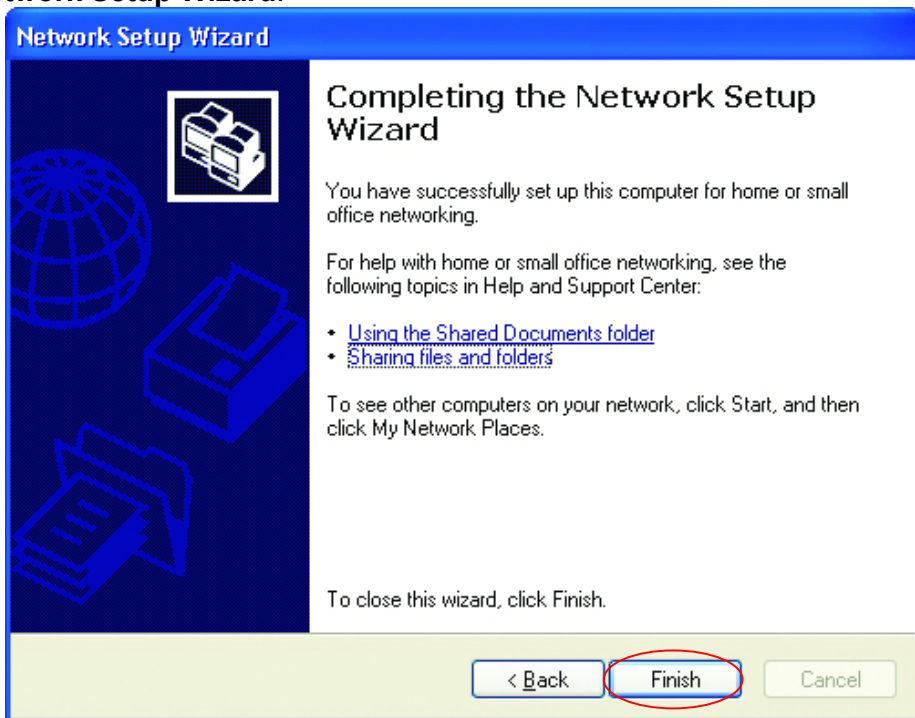 Network Setup Wizard
Completing the Network Setup
Wizard
You have successfully set up this computer for home or small
office networking.
For help with home or small office networking, see the
following topics in Help and Support Center:
• Using the Shared Documents folder
• Sharing files and folders
To see other computers on your network, click Start, and then
click My Network Places.
To close this wizard, click Finish.
< Back Finish Cancel